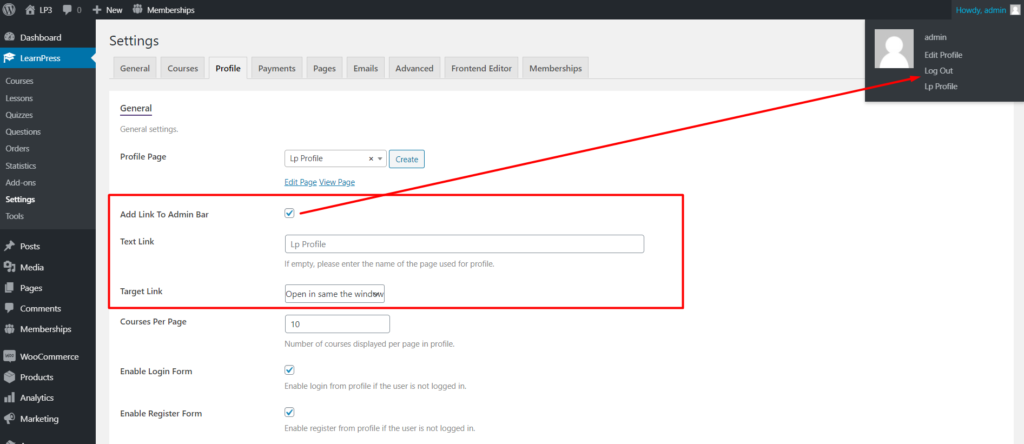 LP3 0 New Memberships Howdy, admin
admin
Edit Profile
Log Out
Lp Profile
Dashboard
LearnPress
Courses
Lessons
Quizzes
Questions
Orders
Statistics
Add-ons
Settings
Tools
Posts
Media
Pages
Comments
Memberships
WooCommerce
Products
Analytics
Marketing
Settings
General Courses Profile Payments Pages Emails Advanced Frontend Editor Memberships
General
General settings.
Profile Page Lp Profile × Create
Edit Page View Page
Add Link To Admin Bar
Text Link Lp Profile
If empty, please enter the name of the page used for profile.
Target Link Open in same the window
Courses Per Page 10
Number of courses displayed per page in profile.
Enable Login Form
Enable login from profile if the user is not logged in.
Enable Register Form
Enable register from profile if the user is not logged in.